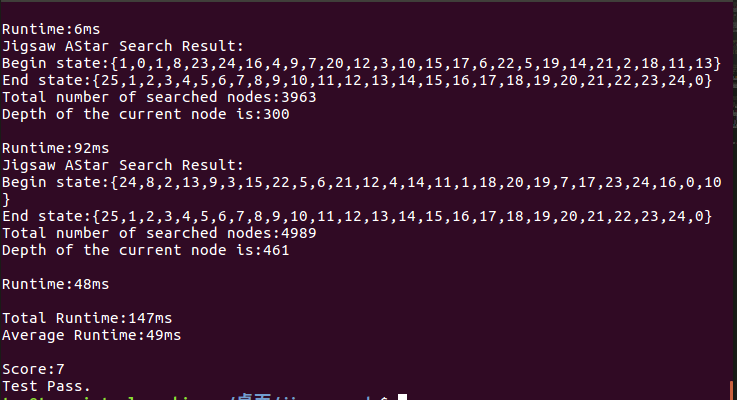 Runtime:6ms
Jigsaw AStar Search Result:
Begin state:{1,0,1,8,23,24,16,4,9,7,20,12,3,10,15,17,6,22,5,19,14,21,2,18,11,13}
End state:{25,1,2,3,4,5,6,7,8,9,10,11,12,13,14,15,16,17,18,19,20,21,22,23,24,0}
Total number of searched nodes:3963
Depth of the current node is:300
Runtime:92ms
Jigsaw AStar Search Result:
Begin state:{24,8,2,13,9,3,15,22,5,6,21,12,4,14,11,1,18,20,19,7,17,23,24,16,0,10
}
End state:{25,1,2,3,4,5,6,7,8,9,10,11,12,13,14,15,16,17,18,19,20,21,22,23,24,0}
Total number of searched nodes:4989
Depth of the current node is:461
Runtime:48ms
Total Runtime:147ms
Average Runtime:49ms
Score:7
Test Pass.